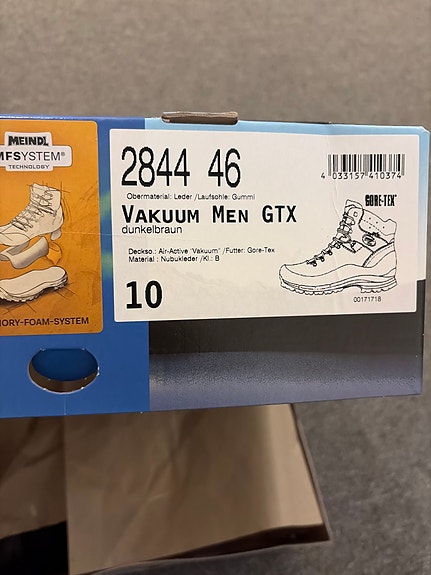 MEINDL
MFSYSTEM®
TECHNOLOGY
ORY-FOAM-SYSTEM
2844 46
Obermaterial: Leder /Laufsohle: Gummi
VAKUUM MEN GTX
dunkelbraun
Deckso.: Air-Active 'Vakuum' /Futter: Gore-Tex
Material : Nubukleder /Kl.: B
10
4 033157 410374
GORE-TEX®
00171718